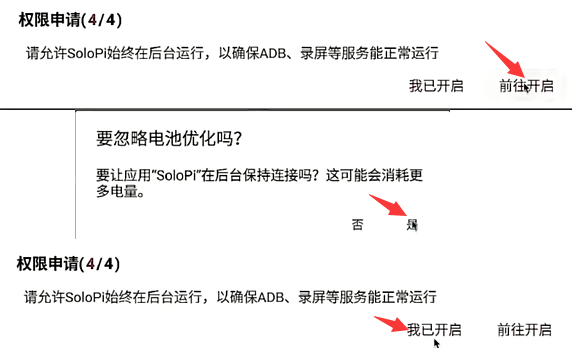 权限申请(4/4)
请允许SoloPi始终在后台运行，以确保ADB、录屏等服务能正常运行
我已开启 前往开启
要忽略电池优化吗？
要让应用“SoloPi”在后台保持连接吗？这可能会消耗更
多电量。
否 是
权限申请(4/4)
请允许SoloPi始终在后台运行，以确保ADB、录屏等服务能正常运行
我已开启 前往开启